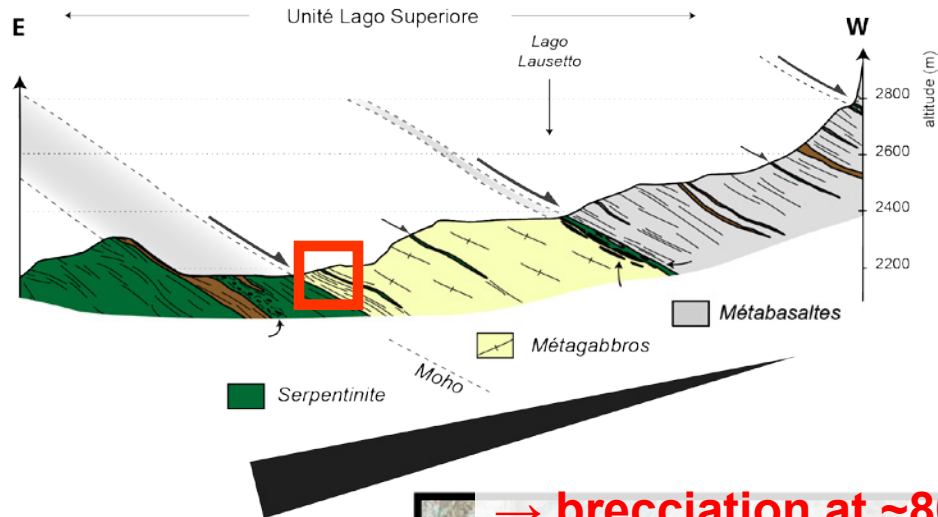 Unité Lago Superiore
E
W
Lago
Lausetto
altitude (m)
2800
2600
2400
2200
Métabasaltes
Métagabbros
Moho
Serpentinite
→ brecciation at ~8